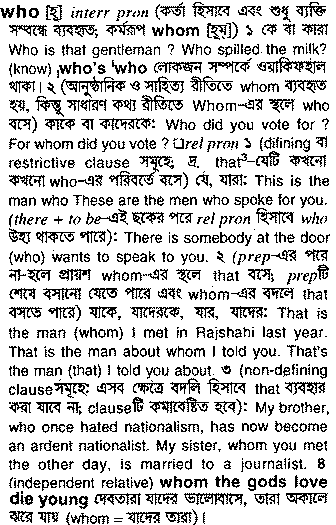 who [হূ] interr pron (কর্তা হিসাবে এবং শুধু ব্যক্তি
সম্বন্ধে ব্যবহৃত; কর্মরূপ whom [হূম্]) ১ কে বা কারা
Who is that gentleman ? Who spilled the milk?
(know) ˌwho's ˈwho লোকজন সম্পর্কে ওয়াকিফহাল
থাকা। ২ (আনুষ্ঠানিক ও সাহিত্য রীতিতে whom ব্যবহৃত
হয়, কিন্তু সাধারণ কথ্য রীতিতে Whom-এর স্থলে who
বসে) কাকে বা কাদেরকে: Who did you vote for ?
For whom did you vote ? □rel pron ১ (difining বা
restrictive clause সমূহে; দ্র. that³-যেটি কখনো
কখনো who-এর পরিবর্তে বসে) যে, যারা: This is the
man who These are the men who spoke for you.
(there + to be-এই ছকের পরে rel pron হিসাবে who
উহ্য থাকতে পারে): There is somebody at the door
(who) wants to speak to you. ২ (prep-এর পরে
না-হলে প্রায়শ whom-এর স্থলে that বসে; prepটি
শেষে বসানো যেতে পারে এবং whom-এর বদলে that
বসতে পারে) যাকে, যাদেরকে, যার, যাদের: That is
the man (whom) I met in Rajshahi last year.
That is the man about whom I told you. That's
the man (that) I told you about. ৩ (non-defining
clauseসমূহে; এসব ক্ষেত্রে বদলি হিসাবে that ব্যবহার
করা যাবে না; clauseটি কমাবেষ্টিত হবে): My brother,
who once hated nationalism, has now become
an ardent nationalist. My sister, whom you met
the other day, is married to a journalist. ৪
(independent relative) whom the gods love
die young দেবতারা যাদের ভালোবাসে, তারা অকালে
ঝরে যায় (whom = যাদের তারা)।